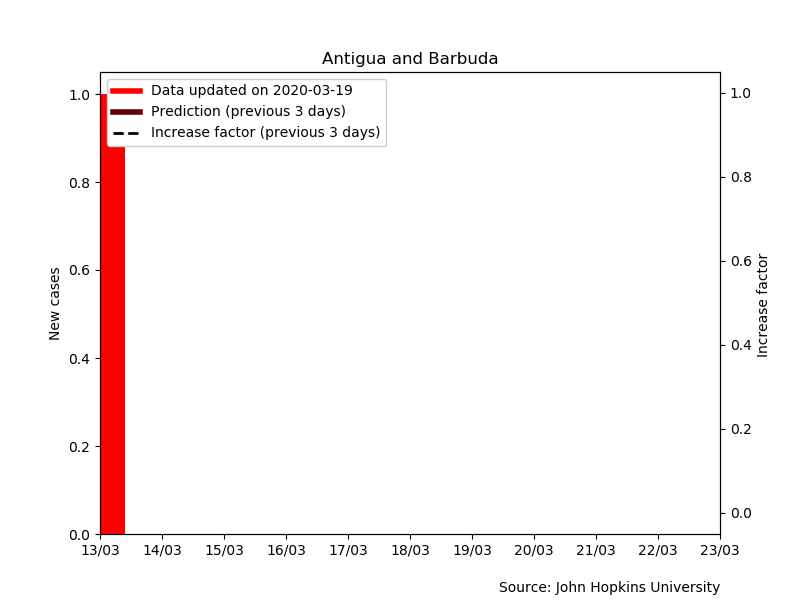 Antigua and Barbuda
Data updated on 2020-03-19
Prediction (previous 3 days)
Increase factor (previous 3 days)
New cases
1.0
0.8
0.6
0.4
0.2
0.0
1.0
0.8
0.6
0.4
0.2
0.0
Increase factor
13/03 14/03 15/03 16/03 17/03 18/03 19/03 20/03 21/03 22/03 23/03
Source: John Hopkins University